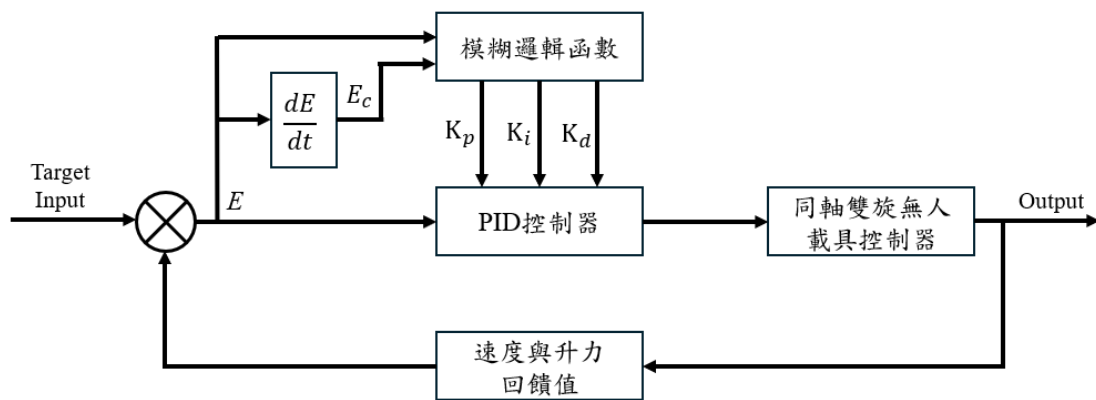 模糊邏輯函數
dE
dt
E_c
K_p
K_i
K_d
Target
Input
E
PID控制器
同軸雙旋無人
載具控制器
Output
速度與升力
回饋值